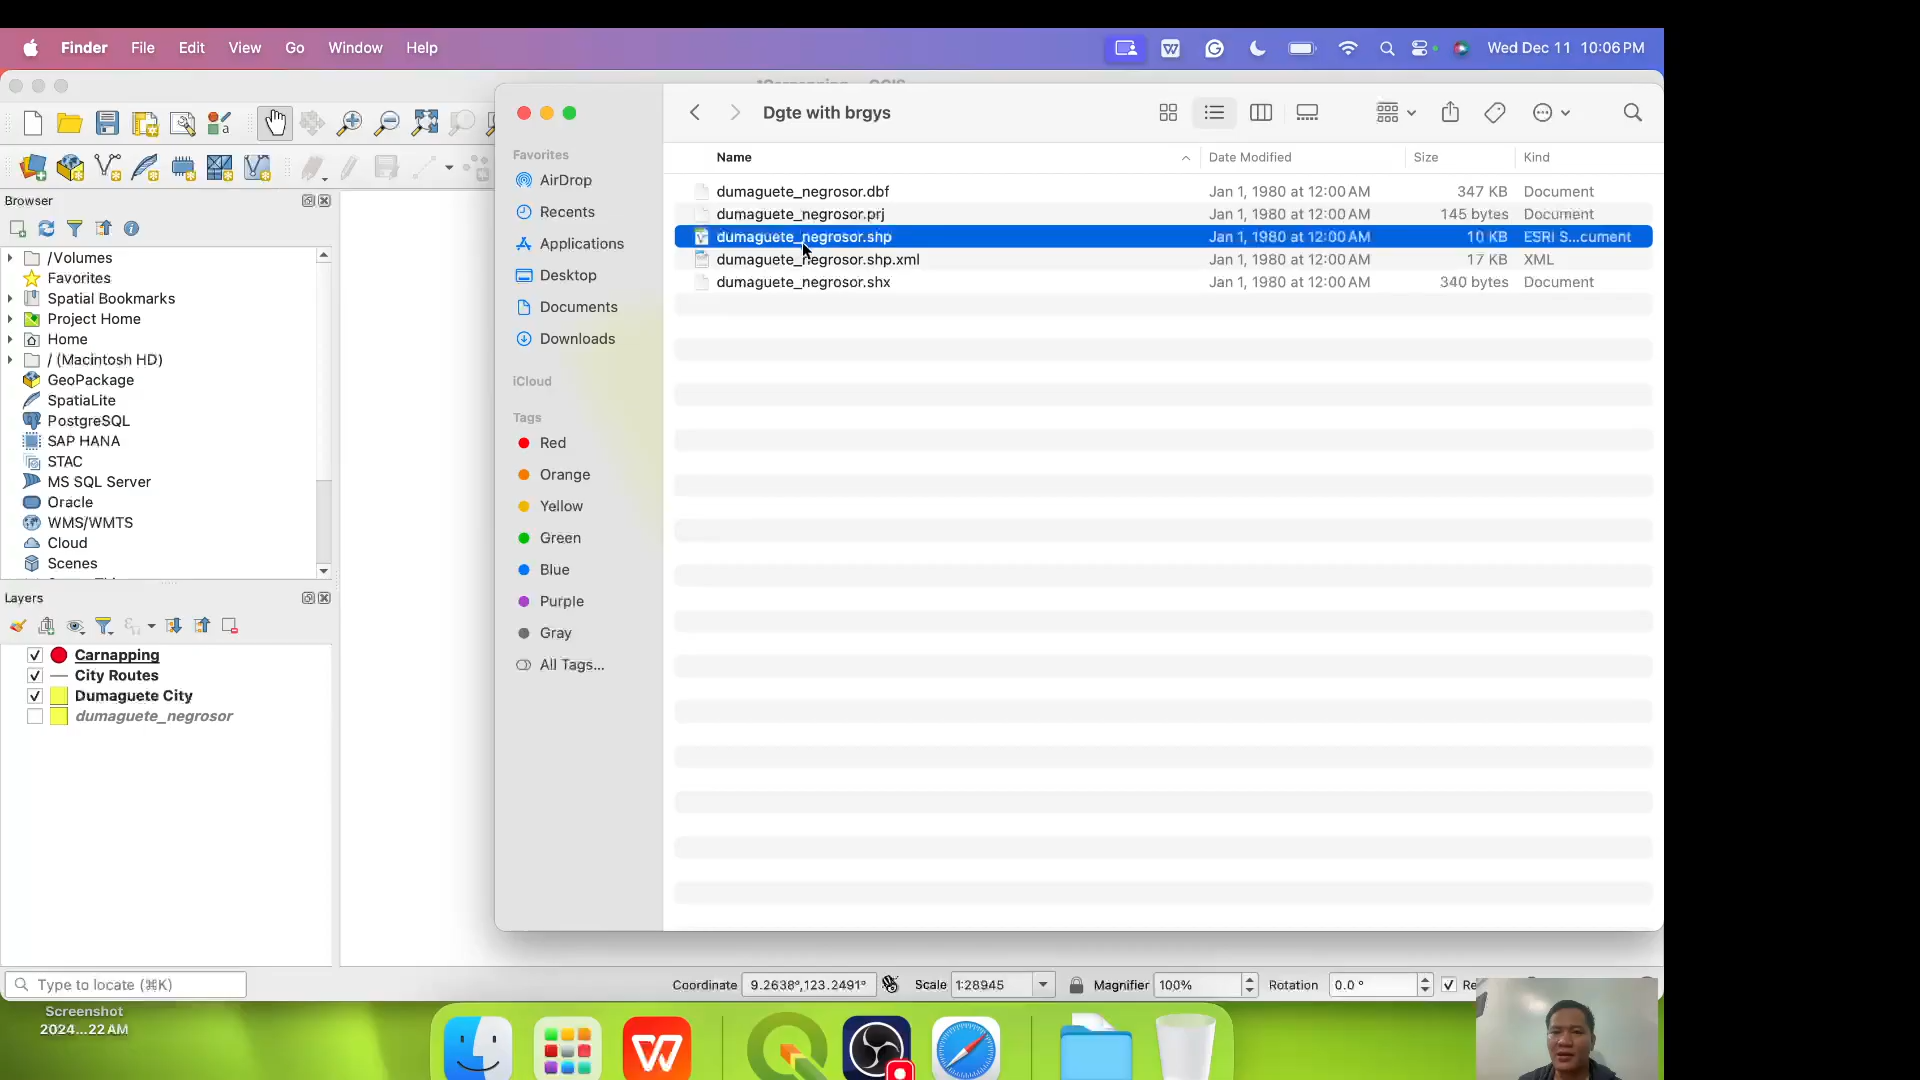 Finder File Edit View Go Window Help Wed Dec 11 10:06 PM
Dgte with brgys
Name Date Modified Size Kind
dumaguete_negrosor.dbf Jan 1, 1980 at 12:00 AM 347 KB Document
dumaguete_negrosor.prj Jan 1, 1980 at 12:00 AM 145 bytes Document
dumaguete_negrosor.shp Jan 1, 1980 at 12:00 AM 10 KB ESRI S...cument
dumaguete_negrosor.shp.xml Jan 1, 1980 at 12:00 AM 17 KB XML
dumaguete_negrosor.shx Jan 1, 1980 at 12:00 AM 340 bytes Document
Favorites
AirDrop
Recents
Applications
Desktop
Documents
Downloads
iCloud
Tags
Red
Orange
Yellow
Green
Blue
Purple
Gray
All Tags...
Browser
/Volumes
Favorites
Spatial Bookmarks
Project Home
Home
/ (Macintosh HD)
GeoPackage
SpatiaLite
PostgreSQL
SAP HANA
STAC
MS SQL Server
Oracle
WMS/WMTS
Cloud
Scenes
Layers
Carnapping
City Routes
Dumaguete City
dumaguete_negrosor
Type to locate (⌘K) Coordinate 9.2638°,123.2491° Scale 1:28945 Magnifier 100% Rotation 0.0 ° Re
Screenshot
2024...22 AM